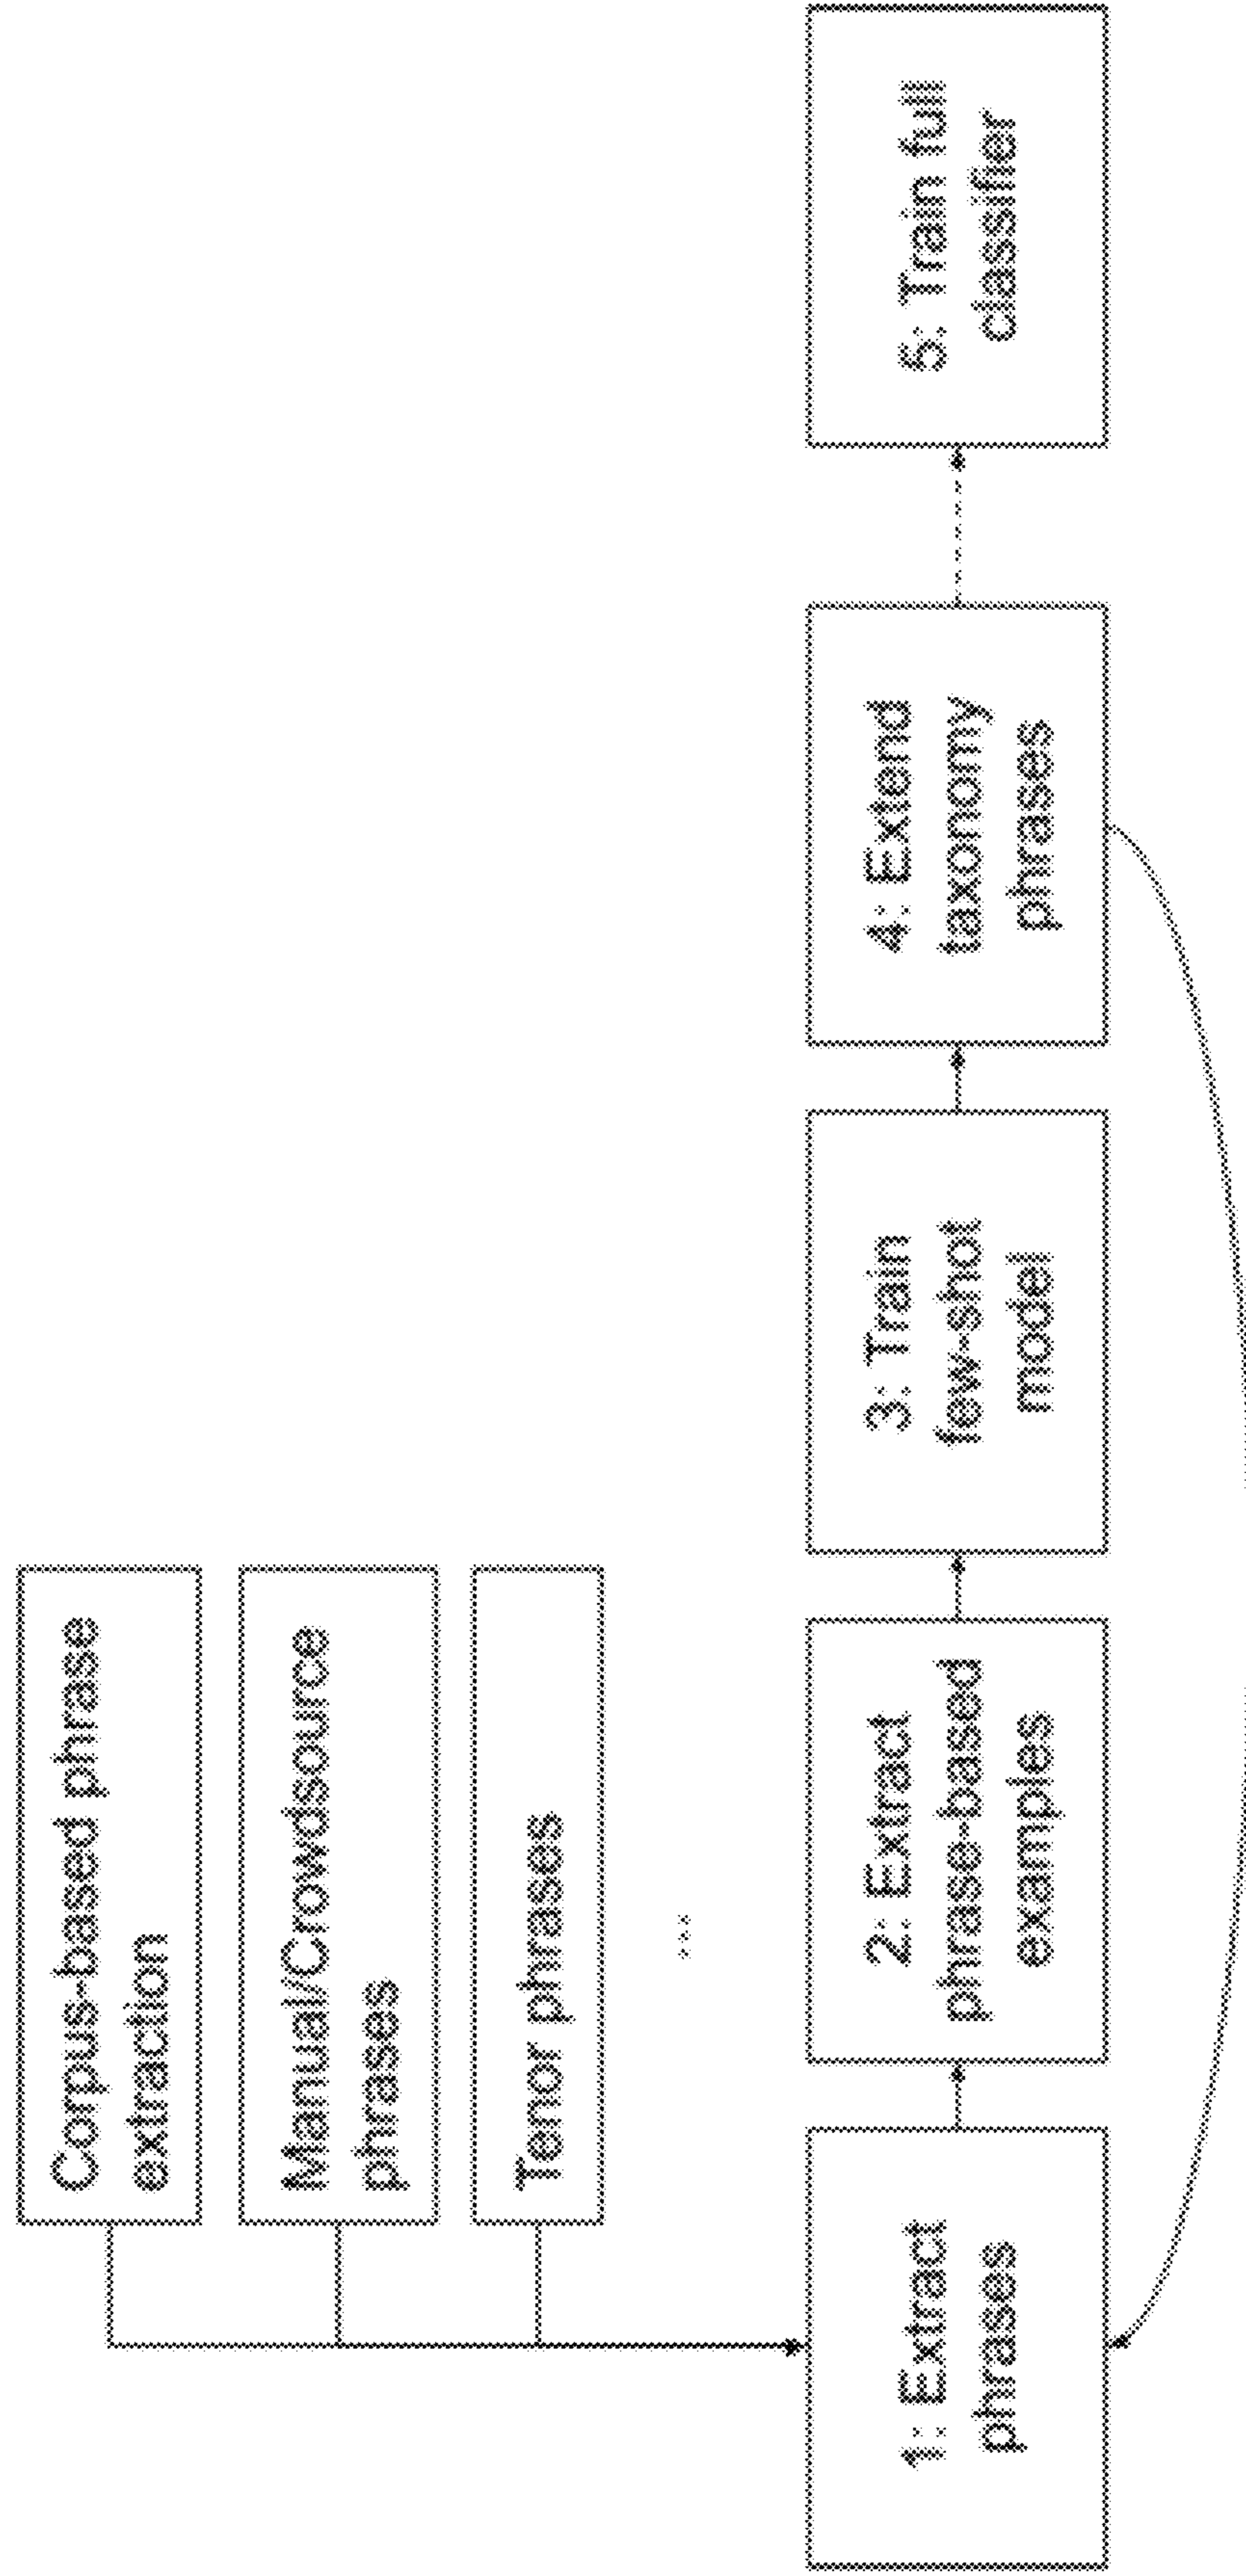 Corpus-based phrase
extraction
Manual/Crowdsource
phrases
Tenor phrases
...
1: Extract
phrases
2: Extract
phrase-based
examples
3: Train
few-shot
model
4: Extend
taxonomy
phrases
5: Train full
classifier